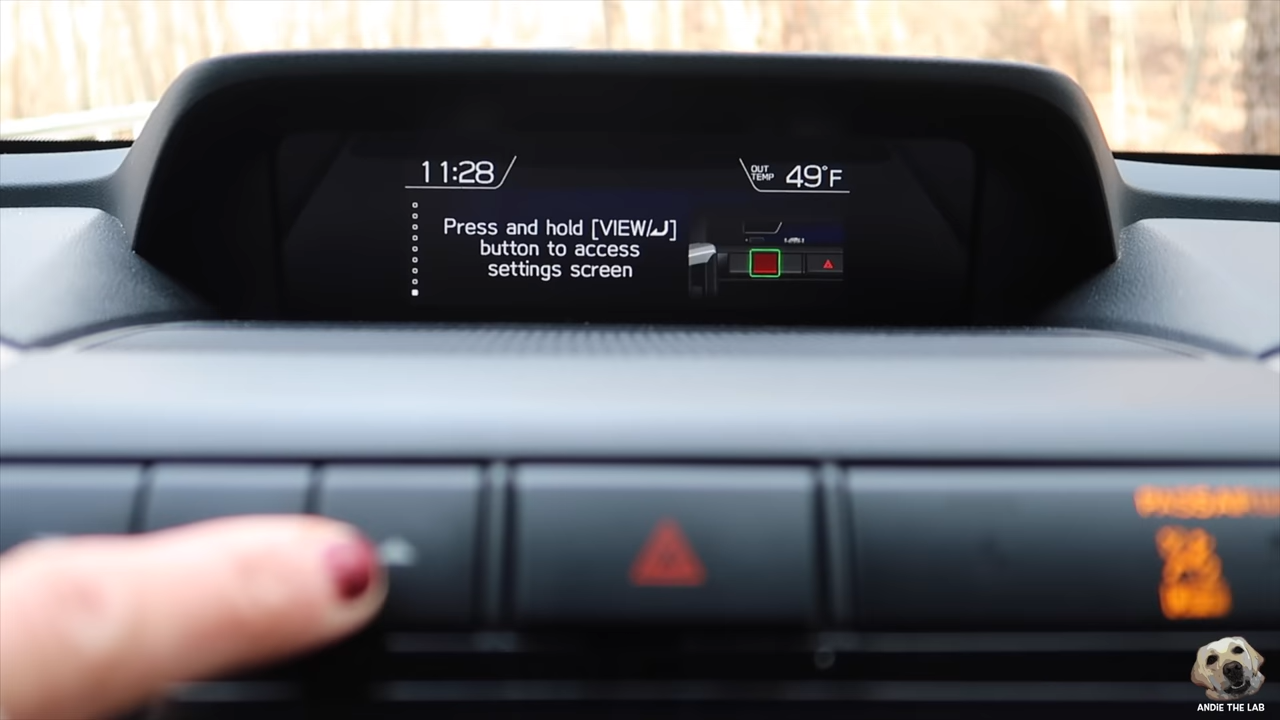 11:28
OUT
TEMP
49°F
Press and hold [VIEW/⤶]
button to access
settings screen
ANDIE THE LAB